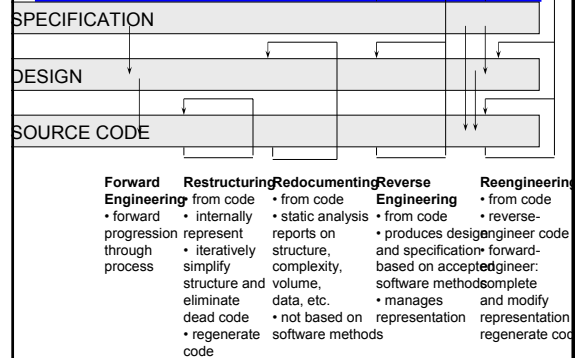 SPECIFICATION
DESIGN
SOURCE CODE
Forward
Engineering
• forward
progression
through
process
Restructuring
• from code
• internally
represent
• iteratively
simplify
structure and
eliminate
dead code
• regenerate
code
Redocumenting
• from code
• static analysis
reports on
structure,
complexity,
volume,
data, etc.
• not based on
software methods
Reverse
Engineering
• from code
• produces design
and specification
based on accepted
software methods
• manages
representation
Reengineering
• from code
• reverse-
engineer code
• forward-
engineer:
complete
and modify
representation
regenerate